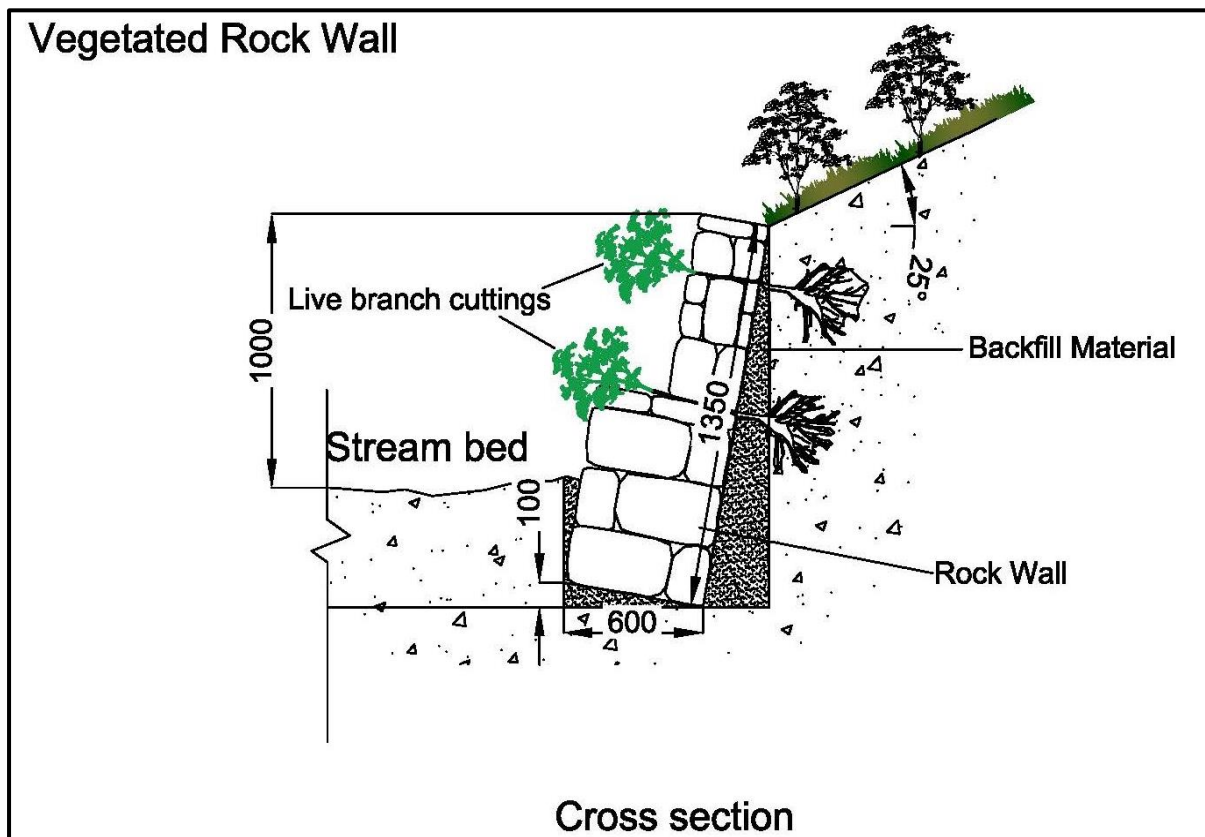 Vegetated Rock Wall
25°
Live branch cuttings
1000
Backfill Material
1350
Stream bed
100
Rock Wall
600
Cross section